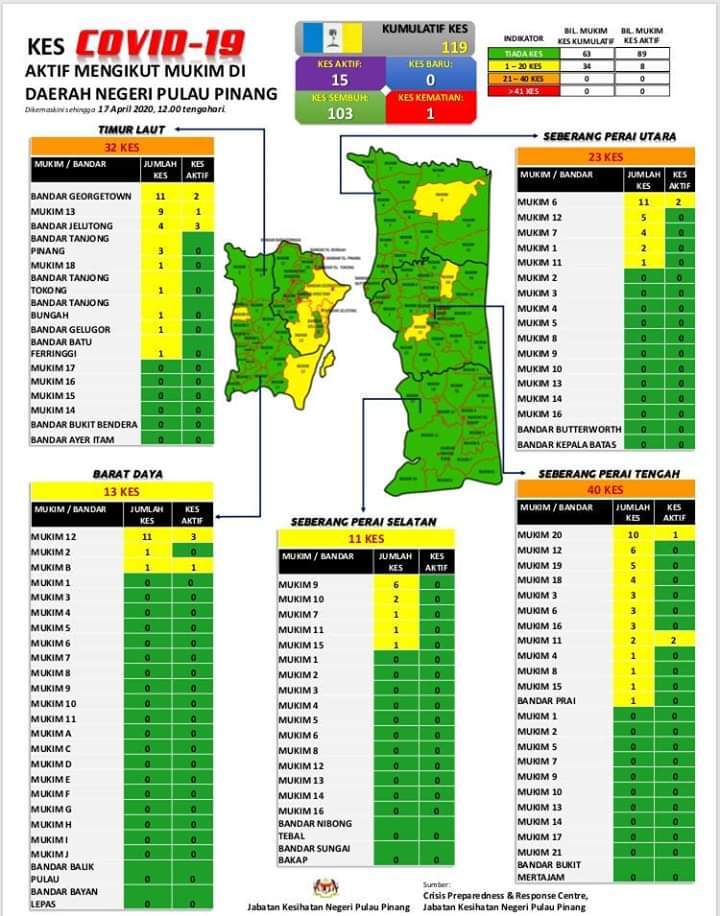 KES COVID-19
AKTIF MENGIKUT MUKIM DI
DAERAH NEGERI PULAU PINANG
Dikemaskini sehingga 17 April 2020, 12.00 tengahari.
KUMULATIF KES
119
KES AKTIF:
15
KES BARU:
0
KES SEMBUH:
103
KES KEMATIAN:
1
INDIKATOR BIL. MUKIM KES KUMULATIF BIL. MUKIM KES AKTIF
TIADA KES 63 89
1 – 20 KES 34 8
21 – 40 KES 0 0
>41 KES 0 0
TIMUR LAUT
32 KES
MUKIM / BANDAR JUMLAH KES KES AKTIF
BANDAR GEORGETOWN 11 2
MUKIM 13 9 1
BANDAR JELUTONG 4 3
BANDAR TANJONG
PINANG 3 0
MUKIM 18 1 0
BANDAR TANJONG
TOKONG 1 0
BANDAR TANJONG
BUNGAH 1 0
BANDAR GELUGOR 1 0
BANDAR BATU
FERRINGGI 1 0
MUKIM 17 0 0
MUKIM 16 0 0
MUKIM 15 0 0
MUKIM 14 0 0
BANDAR BUKIT BENDERA 0 0
BANDAR AYER ITAM 0 0
SEBERANG PERAI UTARA
23 KES
MUKIM / BANDAR JUMLAH KES KES AKTIF
MUKIM 6 11 2
MUKIM 12 5 0
MUKIM 7 4 0
MUKIM 1 2 0
MUKIM 11 1 0
MUKIM 2 0 0
MUKIM 3 0 0
MUKIM 4 0 0
MUKIM 5 0 0
MUKIM 8 0 0
MUKIM 9 0 0
MUKIM 10 0 0
MUKIM 13 0 0
MUKIM 14 0 0
MUKIM 16 0 0
BANDAR BUTTERWORTH 0 0
BANDAR KEPALA BATAS 0 0
BARAT DAYA
13 KES
MUKIM / BANDAR JUMLAH KES KES AKTIF
MUKIM 12 11 3
MUKIM 2 1 0
MUKIM B 1 1
MUKIM 1 0 0
MUKIM 3 0 0
MUKIM 4 0 0
MUKIM 5 0 0
MUKIM 6 0 0
MUKIM 7 0 0
MUKIM 8 0 0
MUKIM 9 0 0
MUKIM 10 0 0
MUKIM 11 0 0
MUKIM A 0 0
MUKIM C 0 0
MUKIM D 0 0
MUKIM E 0 0
MUKIM F 0 0
MUKIM G 0 0
MUKIM H 0 0
MUKIM I 0 0
MUKIM J 0 0
BANDAR BALIK
PULAU 0 0
BANDAR BAYAN
LEPAS 0 0
SEBERANG PERAI SELATAN
11 KES
MUKIM / BANDAR JUMLAH KES KES AKTIF
MUKIM 9 6 0
MUKIM 10 2 0
MUKIM 7 1 0
MUKIM 11 1 0
MUKIM 15 1 0
MUKIM 1 0 0
MUKIM 2 0 0
MUKIM 3 0 0
MUKIM 4 0 0
MUKIM 5 0 0
MUKIM 6 0 0
MUKIM 8 0 0
MUKIM 12 0 0
MUKIM 13 0 0
MUKIM 14 0 0
MUKIM 16 0 0
BANDAR NIBONG
TEBAL 0 0
BANDAR SUNGAI
BAKAP 0 0
SEBERANG PERAI TENGAH
40 KES
MUKIM / BANDAR JUMLAH KES KES AKTIF
MUKIM 20 10 1
MUKIM 12 6 0
MUKIM 19 5 0
MUKIM 18 4 0
MUKIM 3 3 0
MUKIM 6 3 0
MUKIM 16 3 0
MUKIM 11 2 2
MUKIM 4 1 0
MUKIM 8 1 0
MUKIM 15 1 0
BANDAR PRAI 1 0
MUKIM 1 0 0
MUKIM 2 0 0
MUKIM 5 0 0
MUKIM 7 0 0
MUKIM 9 0 0
MUKIM 10 0 0
MUKIM 13 0 0
MUKIM 14 0 0
MUKIM 17 0 0
MUKIM 21 0 0
BANDAR BUKIT
MERTAJAM 0 0
Jabatan Kesihatan Negeri Pulau Pinang
Sumber:
Crisis Preparedness & Response Centre,
Jabatan Kesihatan Negeri Pulau Pinang